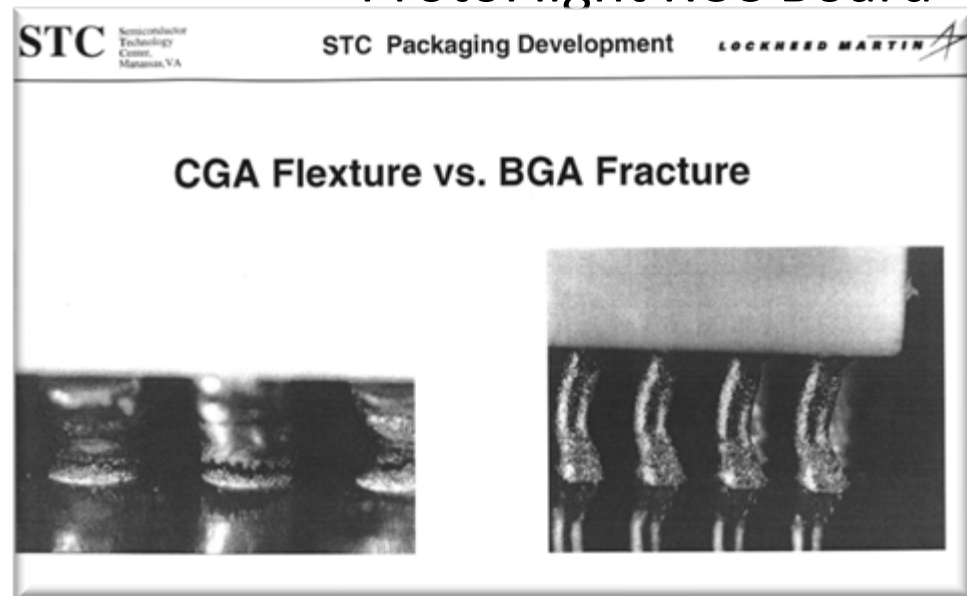 STC
Semiconductor
Technology
Center,
Manassas,VA
STC Packaging Development
LOCKHEED MARTIN
CGA Flexture vs. BGA Fracture